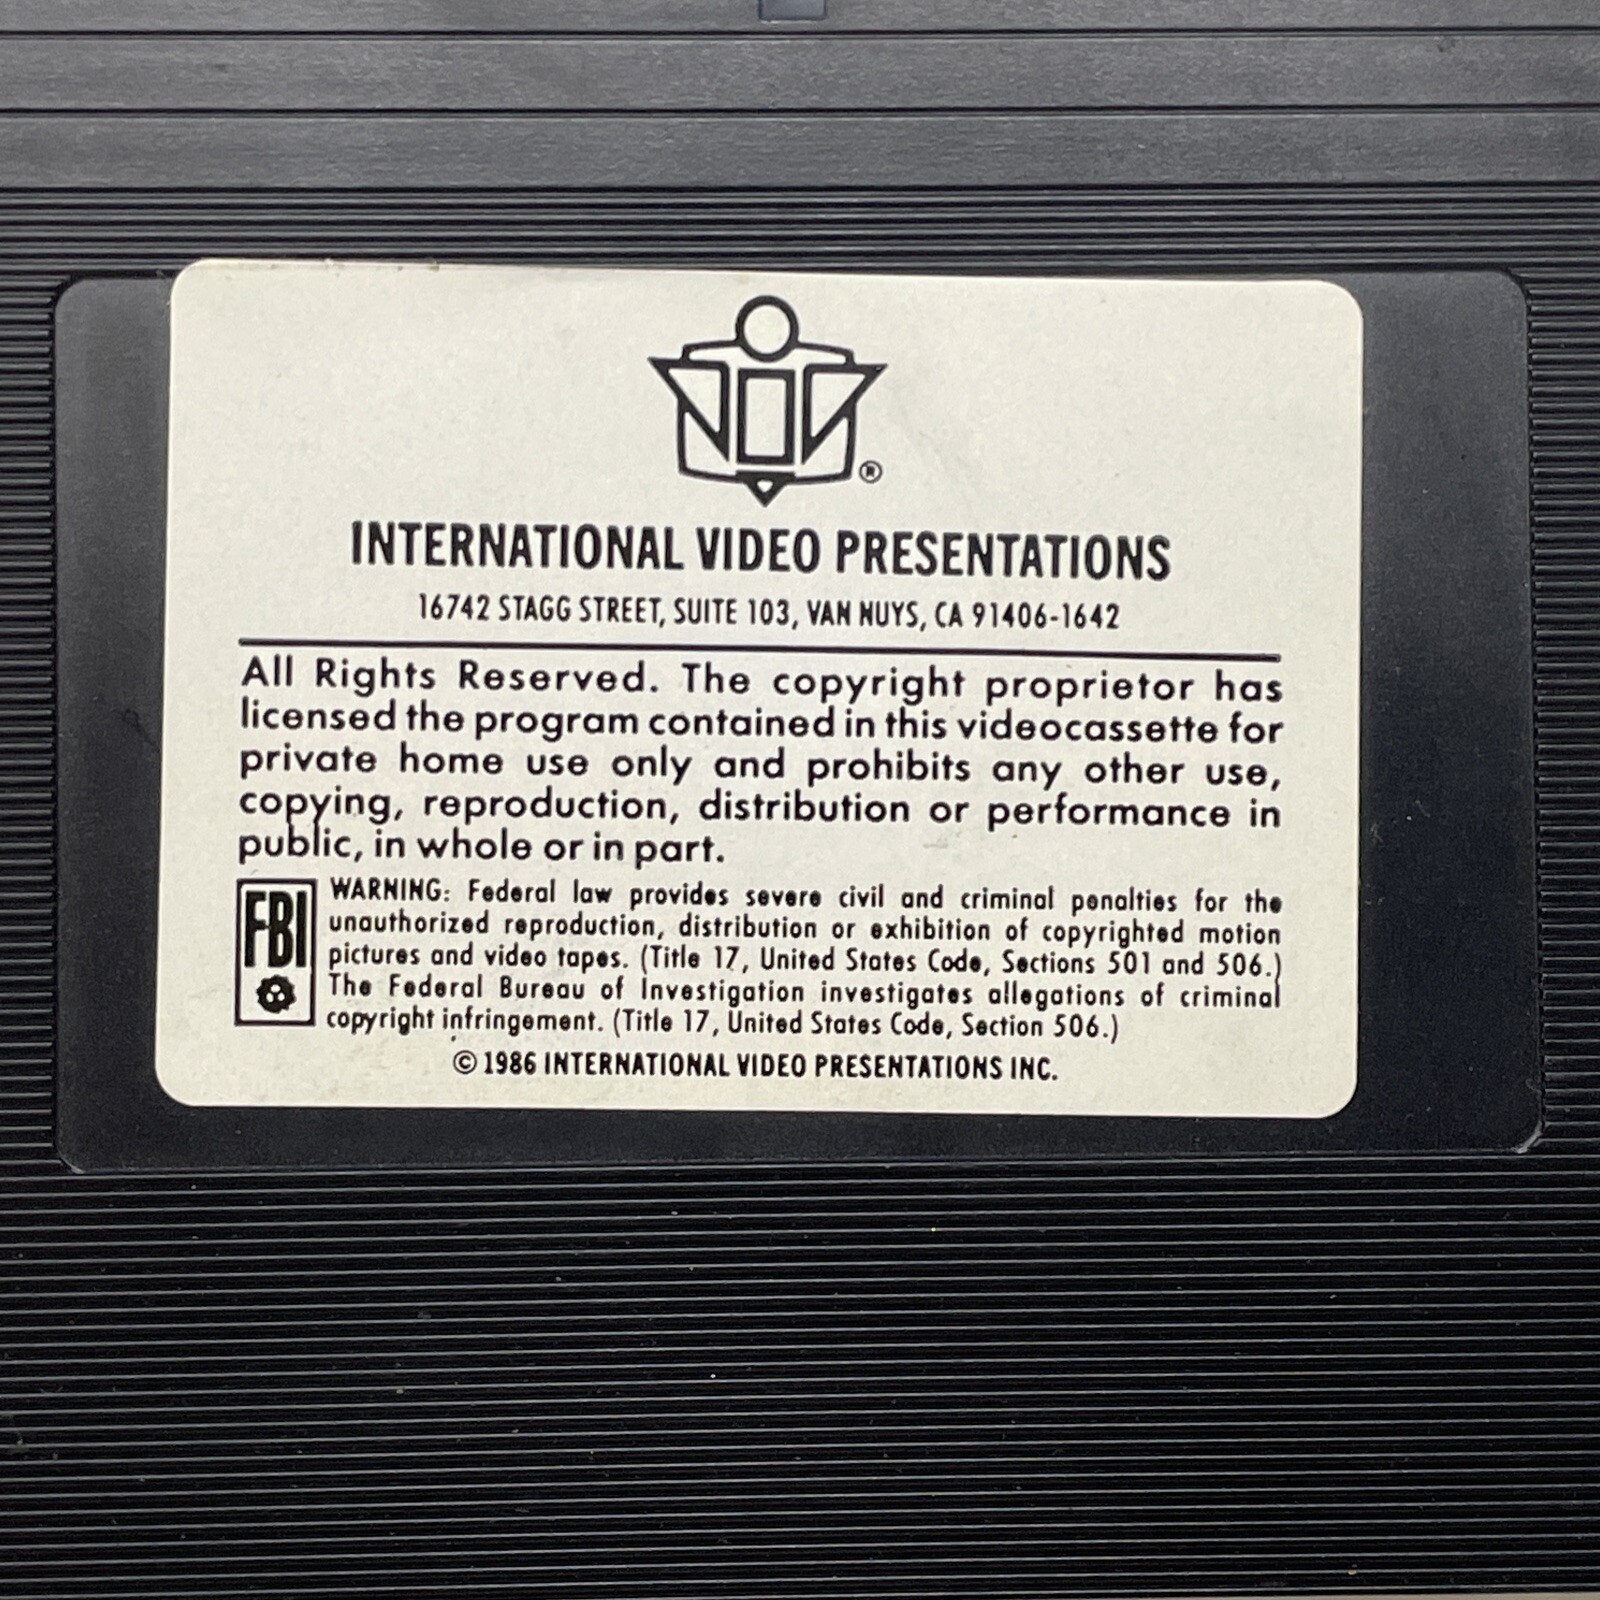 ®
INTERNATIONAL VIDEO PRESENTATIONS
16742 STAGG STREET, SUITE 103, VAN NUYS, CA 91406-1642
All Rights Reserved. The copyright proprietor has
licensed the program contained in this videocassette for
private home use only and prohibits any other use,
copying, reproduction, distribution or performance in
public, in whole or in part.
FBI
WARNING: Federal law provides severe civil and criminal penalties for the
unauthorized reproduction, distribution or exhibition of copyrighted motion
pictures and video tapes. (Title 17, United States Code, Sections 501 and 506.)
The Federal Bureau of Investigation investigates allegations of criminal
copyright infringement. (Title 17, United States Code, Section 506.)
© 1986 INTERNATIONAL VIDEO PRESENTATIONS INC.